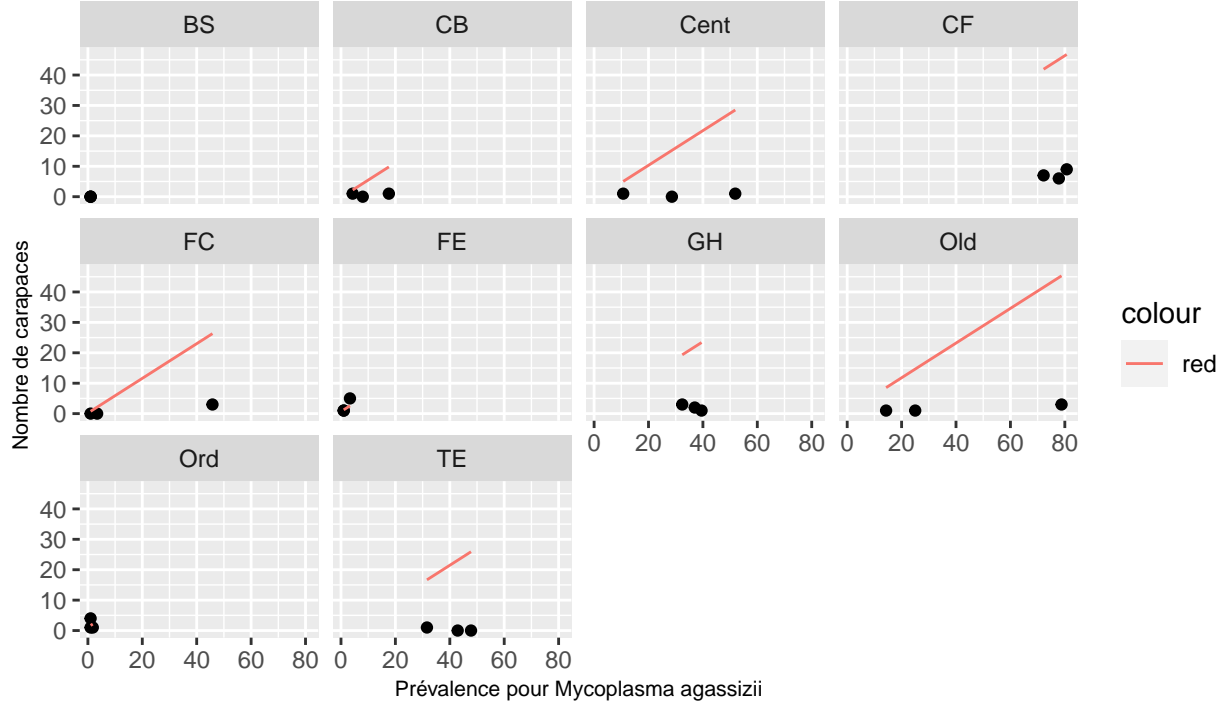 BS CB Cent CF
40
30
20
10
0
FC FE GH Old
40
30
20
10
0
0 20 40 60 80 0 20 40 60 80
Ord TE
40
30
20
10
0
0 20 40 60 80 0 20 40 60 80
Prévalence pour Mycoplasma agassizii
Nombre de carapaces
colour
red